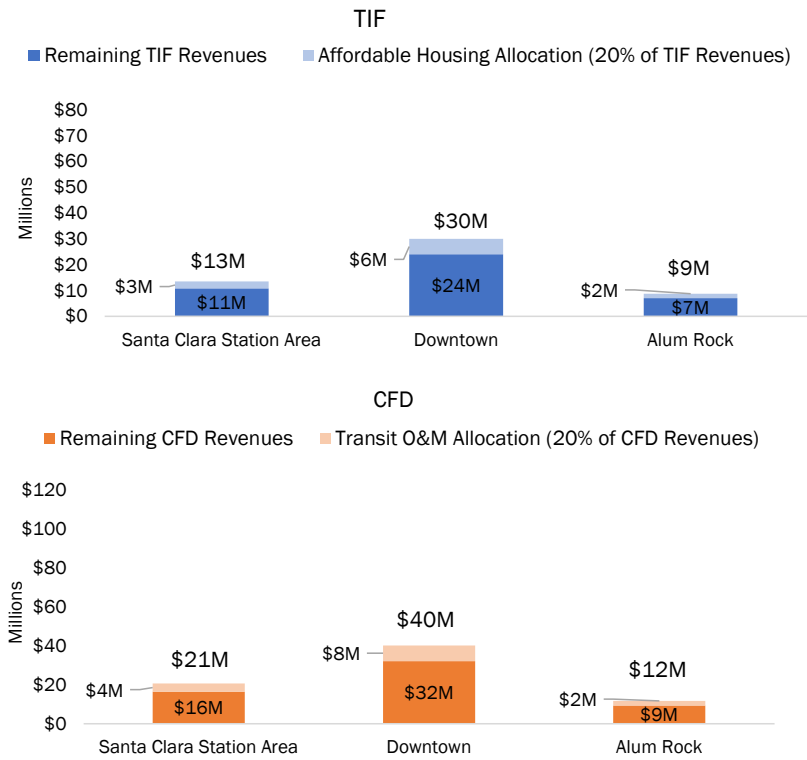 TIF
Remaining TIF Revenues Affordable Housing Allocation (20% of TIF Revenues)
$80
$70
$60
$50
$40
$30
$20
$10
$0
Millions
$13M
$3M
$11M
$30M
$6M
$24M
$9M
$2M
$7M
Santa Clara Station Area Downtown Alum Rock
CFD
Remaining CFD Revenues Transit O&M Allocation (20% of CFD Revenues)
$120
$100
$80
$60
$40
$20
$0
Millions
$21M
$4M
$16M
$40M
$8M
$32M
$12M
$2M
$9M
Santa Clara Station Area Downtown Alum Rock